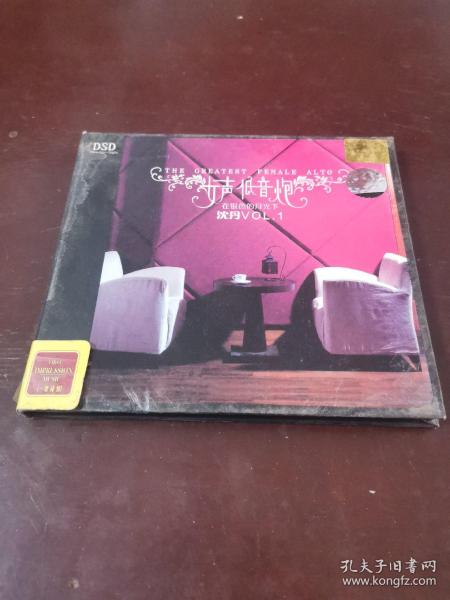 DSD
THE GREATEST FEMALE ALTO
女声低音炮
在银色的月光下
沈丹VOL.1
FIRST
IMPRESSION
MUSIC
孔夫子旧书网
www.kongfz.com